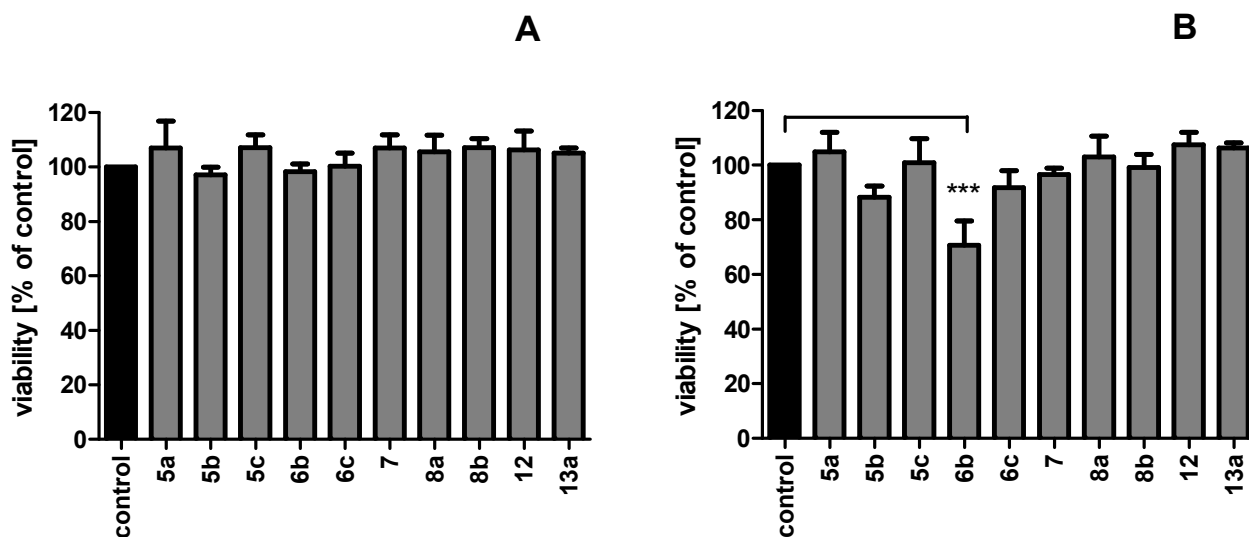 A
viability [% of control]
120
100
80
60
40
20
0
control
5a
5b
5c
6b
6c
7
8a
8b
12
13a
B
viability [% of control]
120
100
80
60
40
20
0
***
control
5a
5b
5c
6b
6c
7
8a
8b
12
13a